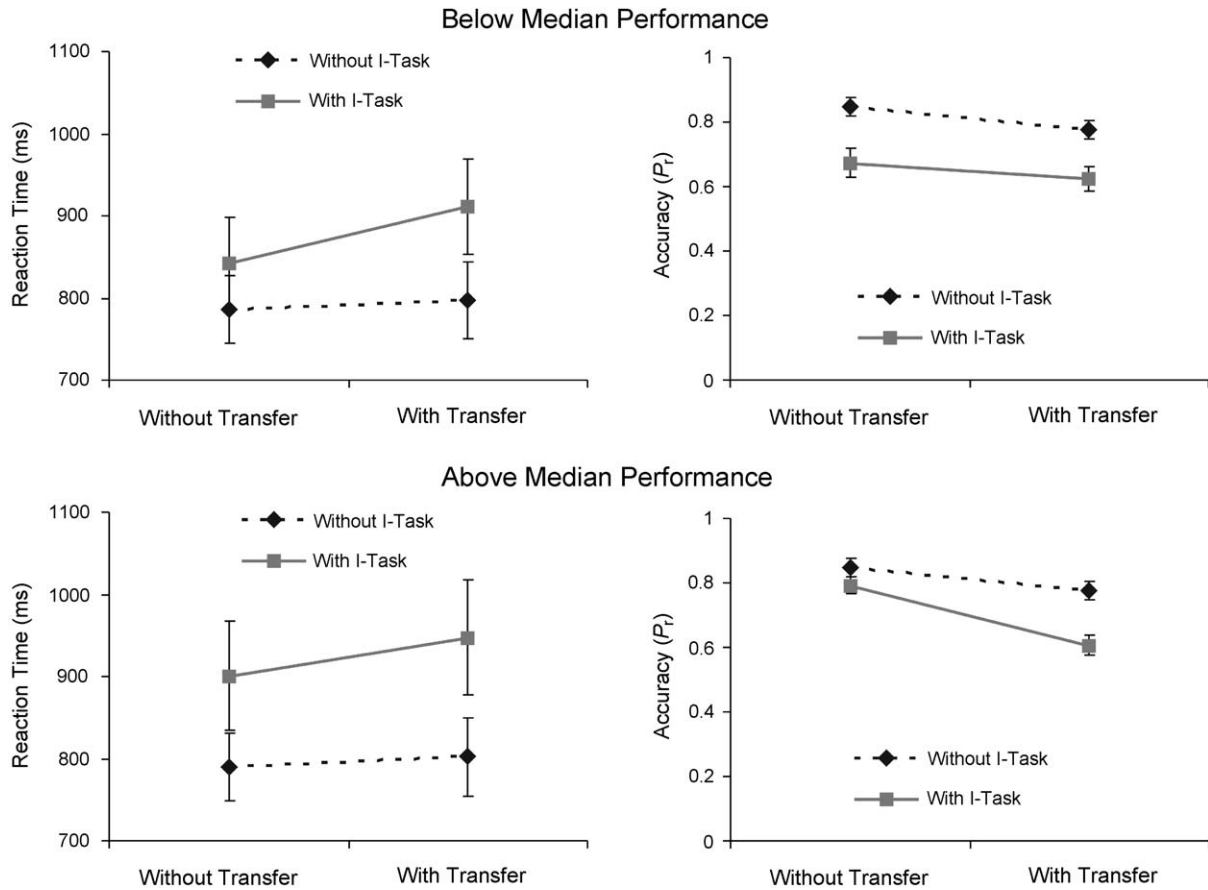 Below Median Performance
Reaction Time (ms)
1100
1000
900
800
700
Without I-Task
With I-Task
Without Transfer With Transfer
Accuracy (Pr)
1
0.8
0.6
0.4
0.2
0
Without I-Task
With I-Task
Without Transfer With Transfer
Above Median Performance
Reaction Time (ms)
1100
1000
900
800
700
Without I-Task
With I-Task
Without Transfer With Transfer
Accuracy (Pr)
1
0.8
0.6
0.4
0.2
0
Without I-Task
With I-Task
Without Transfer With Transfer